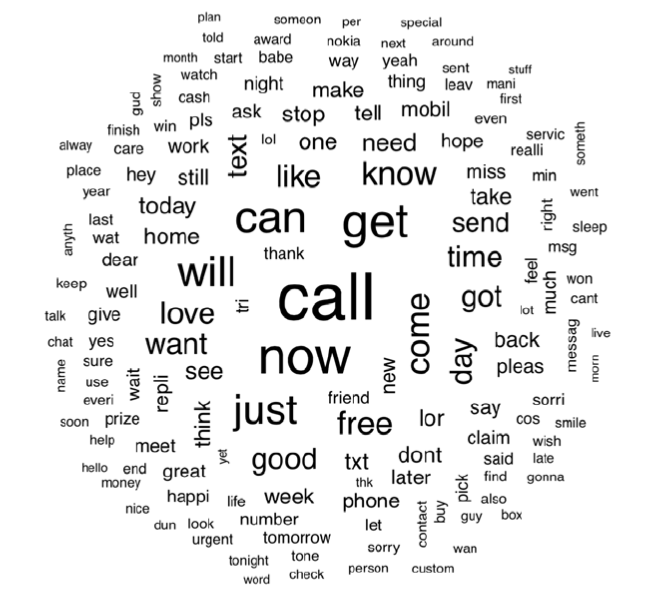 plan someon per special
told award nokia next around
month start babe way yeah
watch night make thing sent stuff
gud show cash leav mani first
finish win pls ask stop tell mobil even
alway care work text lol one need hope servic realli someth
place hey still like know miss min
year today can get take send right went
anyth last wat home thank time msg sleep
dear will call feel much won
keep well tri got lot cant
talk give love come day back messag live
chat yes want now new pleas morn
name sure wait repli see
use everi think just friend free lor say sorri
soon prize claim cos smile
help meet yet good txt dont said wish late
hello end great thk later pick find gonna
money happi life week phone contact buy also
nice number let guy box
dun look urgent tomorrow sorry wan
tonight tone person custom
word check